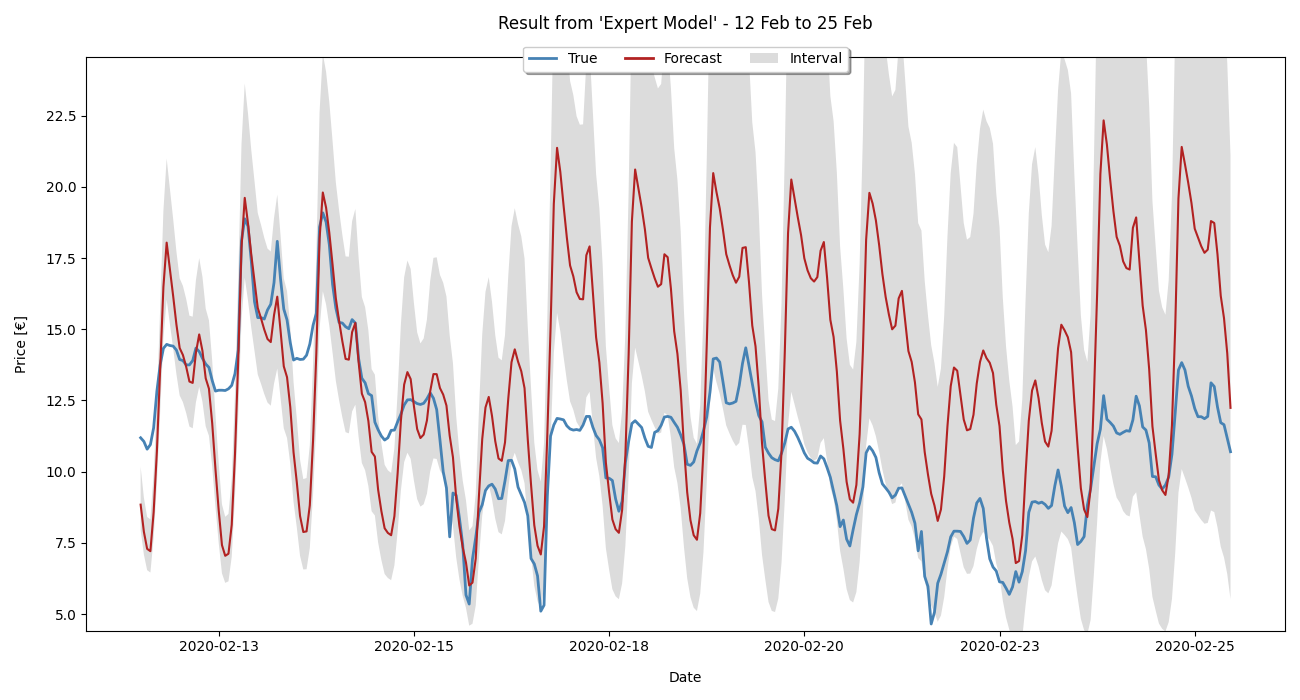 Result from 'Expert Model' - 12 Feb to 25 Feb
True Forecast Interval
22.5
20.0
17.5
15.0
12.5
10.0
7.5
5.0
Price [€]
2020-02-13 2020-02-15 2020-02-18 2020-02-20 2020-02-23 2020-02-25
Date